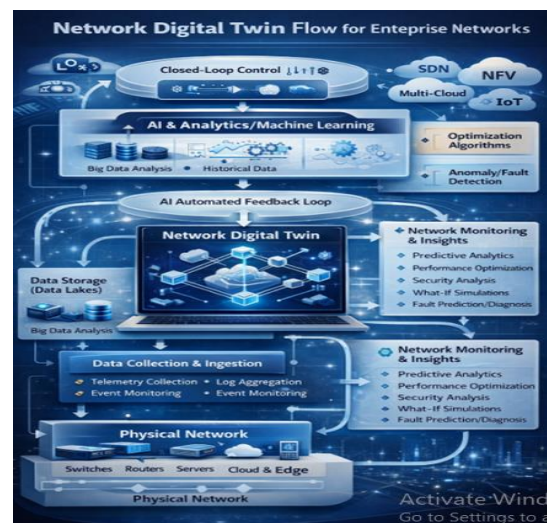 Network Digital Twin Flow for Enteprise Networks
Closed-Loop Control
SDN
NFV
Multi-Cloud
IoT
AI & Analytics/Machine Learning
Big Data Analysis
Historical Data
Optimization
Algorithms
Anomaly/Fault
Detection
AI Automated Feedback Loop
Network Digital Twin
Network Monitoring
& Insights
Predictive Analytics
Performance Optimization
Security Analysis
What-If Simulations
Fault Prediction/Diagnosis
Data Storage
(Data Lakes)
Big Data Analysis
Data Collection & Ingestion
Telemetry Collection
Log Aggregation
Event Monitoring
Event Monitoring
Network Monitoring
& Insights
Predictive Analytics
Performance Optimization
Security Analysis
What-If Simulations
Fault Prediction/Diagnosis
Physical Network
Switches Routers Servers Cloud & Edge
Physical Network
Activate Wind
Go to Settings to a